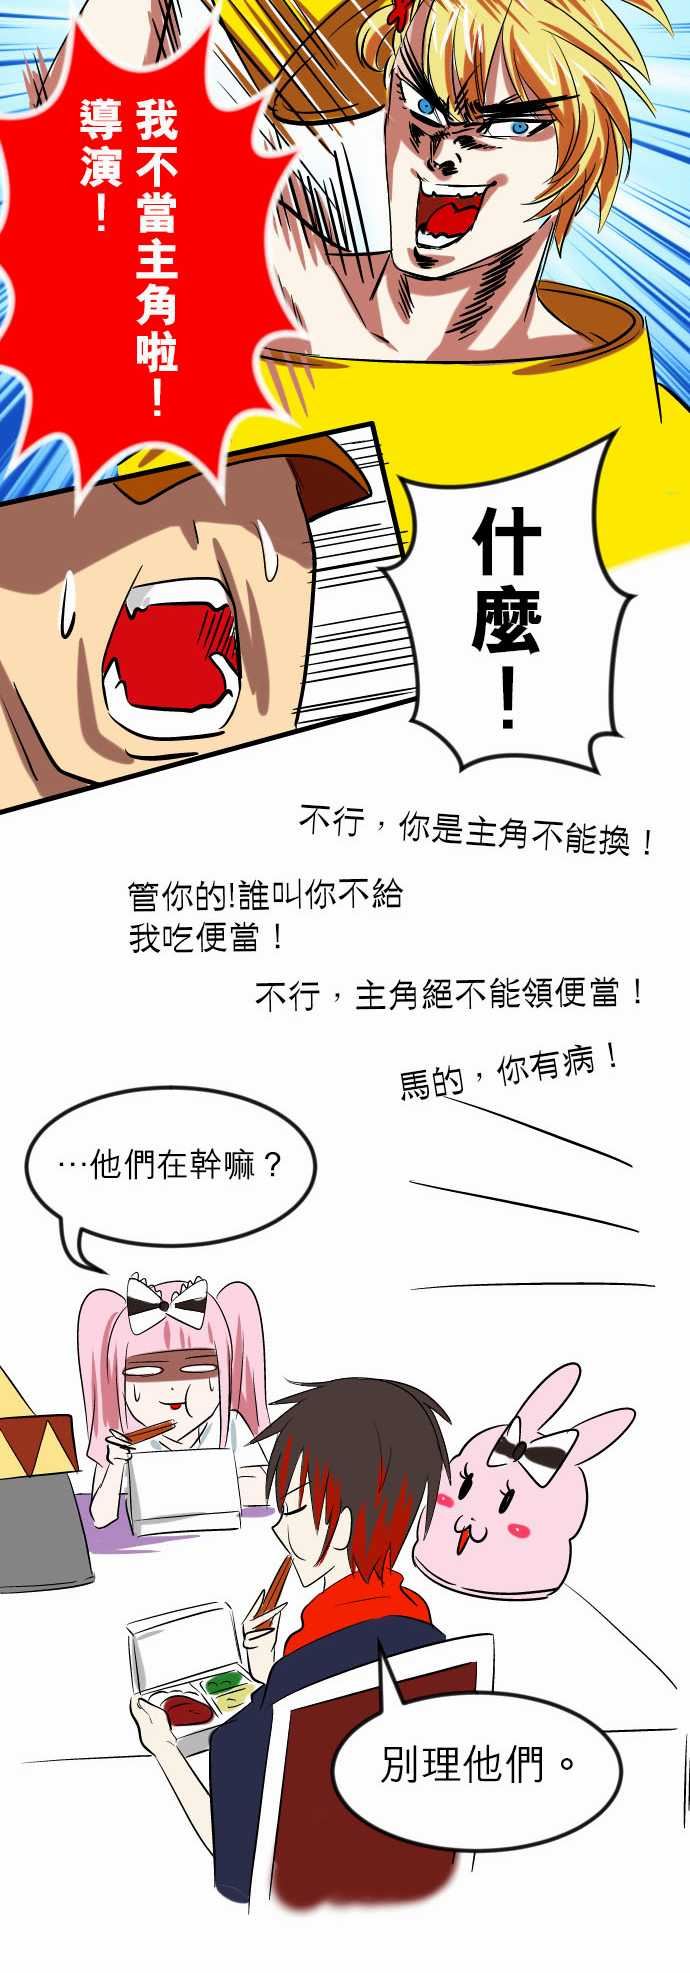 我不當主角啦！
導演！
什麼！
不行，你是主角不能換！
管你的!誰叫你不給
我吃便當！
不行，主角絕不能領便當！
馬的，你有病！
…他們在幹嘛？
別理他們。